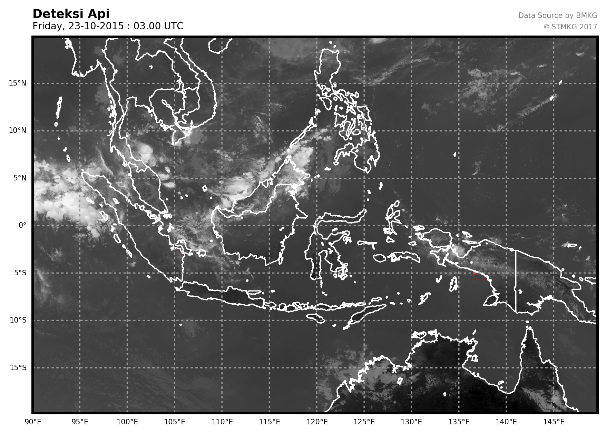 Deteksi Api
Friday, 23-10-2015 : 03.00 UTC
Data Source by BMKG
© STMKG 2017
15°N
10°N
5°N
0°
5°S
10°S
15°S
90°E 95°E 100°E 105°E 110°E 115°E 120°E 125°E 130°E 135°E 140°E 145°E